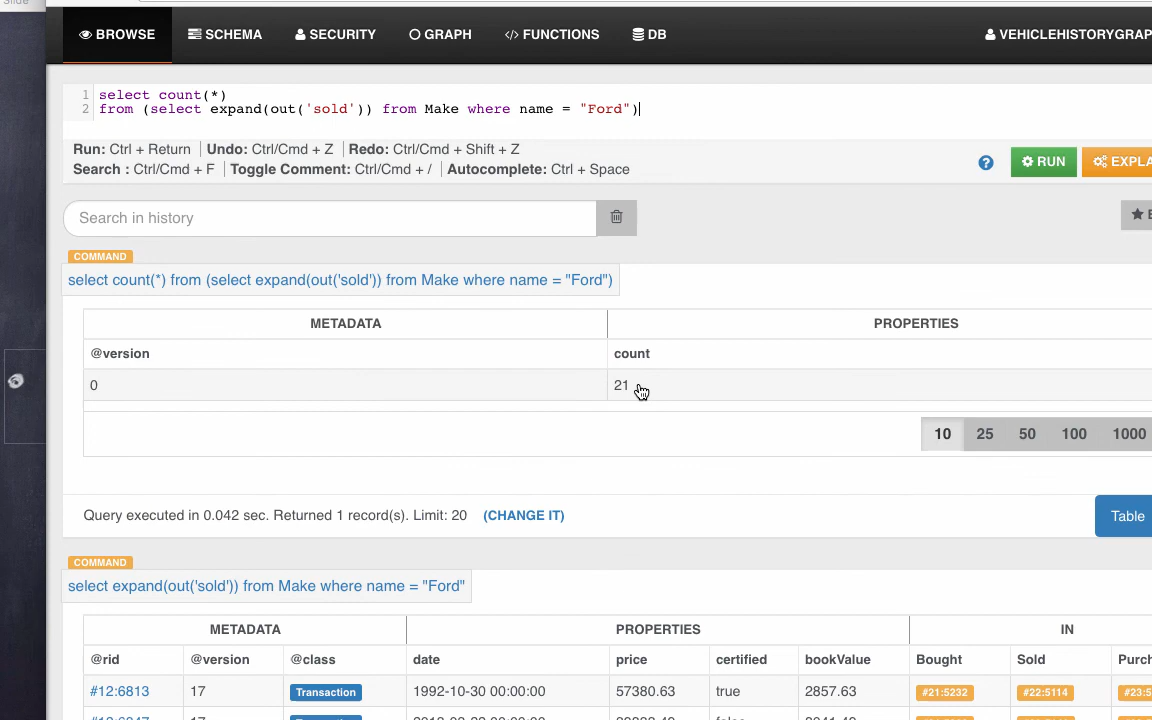 Slide
BROWSE SCHEMA SECURITY GRAPH </> FUNCTIONS DB VEHICLEHISTORYGRAP
1 select count(*)
2 from (select expand(out('sold')) from Make where name = "Ford")
Run: Ctrl + Return Undo: Ctrl/Cmd + Z Redo: Ctrl/Cmd + Shift + Z
Search : Ctrl/Cmd + F Toggle Comment: Ctrl/Cmd + / Autocomplete: Ctrl + Space
? RUN EXPLA
Search in history
COMMAND
select count(*) from (select expand(out('sold')) from Make where name = "Ford")
METADATA PROPERTIES
@version count
0 21
10 25 50 100 1000
Query executed in 0.042 sec. Returned 1 record(s). Limit: 20 (CHANGE IT)
Table
COMMAND
select expand(out('sold')) from Make where name = "Ford"
METADATA PROPERTIES IN
@rid @version @class date price certified bookValue Bought Sold Purch
#12:6813 17 Transaction 1992-10-30 00:00:00 57380.63 true 2857.63 #21:5232 #22:5114 #23:5